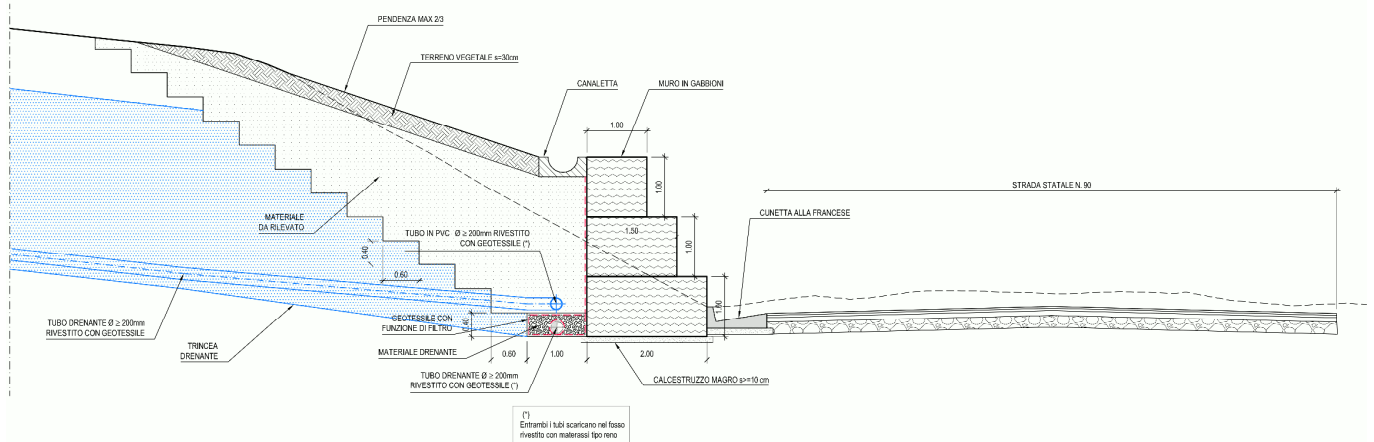 PENDENZA MAX 2/3
TERRENO VEGETALE s=30cm
CANALETTA
MURO IN GABBIONI
1.00
1.00
STRADA STATALE N. 90
CUNETTA ALLA FRANCESE
MATERIALE
DA RILEVATO
TUBO IN PVC Ø ≥ 200mm RIVESTITO
CON GEOTESSILE (*)
1.50
1.00
0.40
0.60
1.00
TUBO DRENANTE Ø ≥ 200mm
RIVESTITO CON GEOTESSILE
TRINCEA
DRENANTE
GEOTESSILE CON
FUNZIONE DI FILTRO
0.40
MATERIALE DRENANTE
0.60
1.00
2.00
TUBO DRENANTE Ø ≥ 200mm
RIVESTITO CON GEOTESSILE (*)
CALCESTRUZZO MAGRO s>=10 cm
(*)
Entrambi i tubi scaricano nel fosso
rivestito con materassi tipo reno